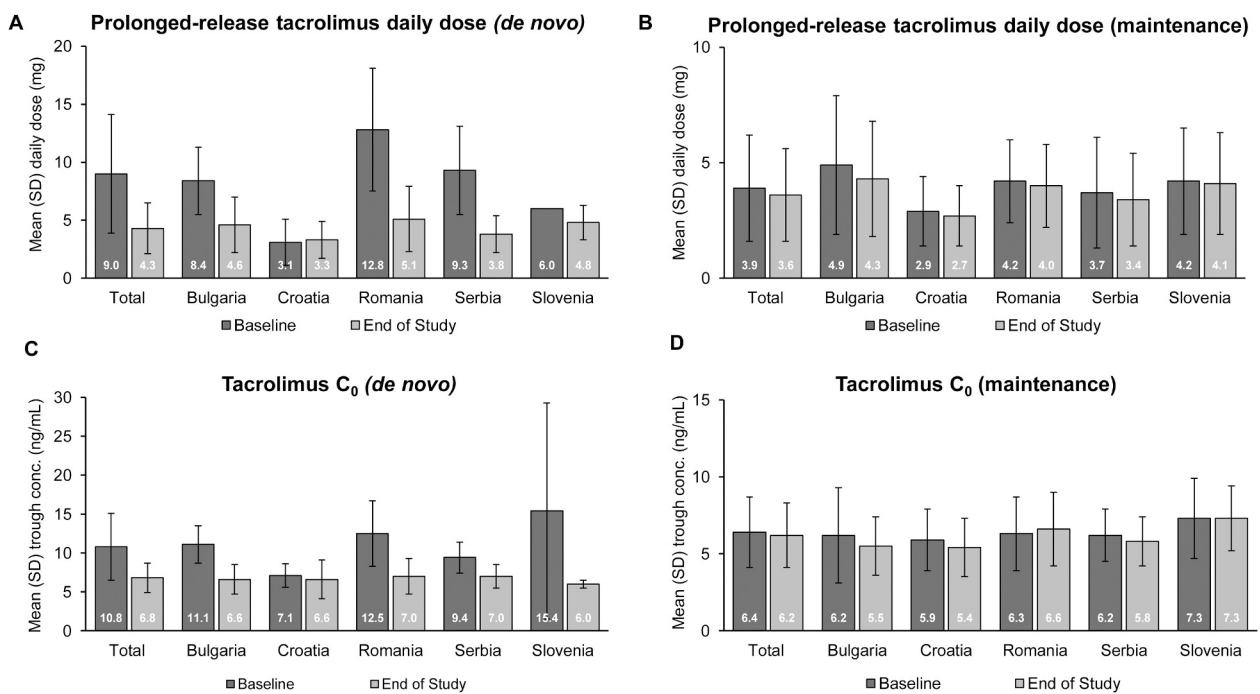 A
Prolonged-release tacrolimus daily dose (de novo)
Mean (SD) daily dose (mg)
20
15
10
5
0
9.0 4.3 8.4 4.6 3.1 3.3 12.8 5.1 9.3 3.8 6.0 4.8
Total Bulgaria Croatia Romania Serbia Slovenia
Baseline End of Study
B
Prolonged-release tacrolimus daily dose (maintenance)
Mean (SD) daily dose (mg)
10
5
0
3.9 3.6 4.9 4.3 2.9 2.7 4.2 4.0 3.7 3.4 4.2 4.1
Total Bulgaria Croatia Romania Serbia Slovenia
Baseline End of Study
C
Tacrolimus C₀ (de novo)
Mean (SD) trough conc. (ng/mL)
30
25
20
15
10
5
0
10.8 6.8 11.1 6.6 7.1 6.6 12.5 7.0 9.4 7.0 15.4 6.0
Total Bulgaria Croatia Romania Serbia Slovenia
Baseline End of Study
D
Tacrolimus C₀ (maintenance)
Mean (SD) trough conc. (ng/mL)
15
10
5
0
6.4 6.2 6.2 5.5 5.9 5.4 6.3 6.6 6.2 5.8 7.3 7.3
Total Bulgaria Croatia Romania Serbia Slovenia
Baseline End of Study